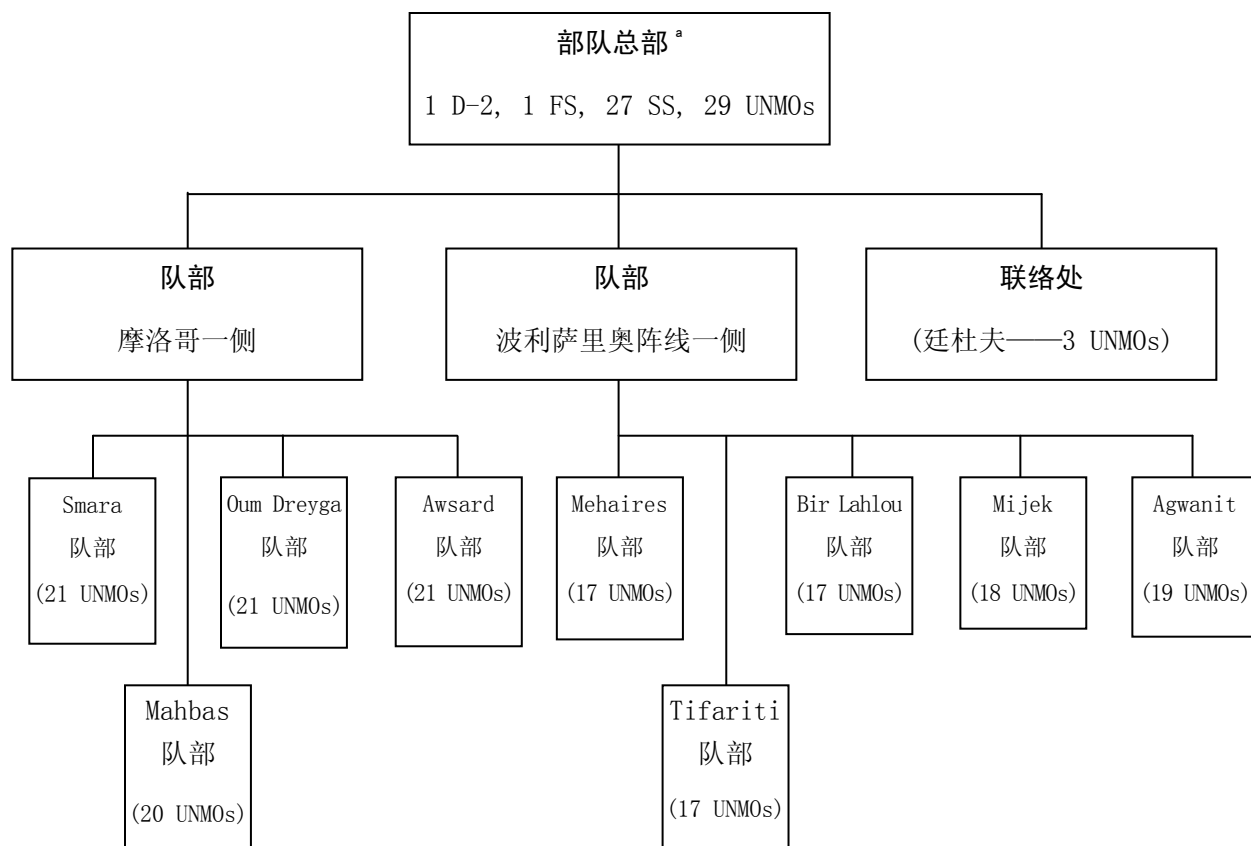 部队总部 ᵃ
1 D-2, 1 FS, 27 SS, 29 UNMOs
队部
摩洛哥一侧
队部
波利萨里奥阵线一侧
联络处
(廷杜夫——3 UNMOs)
Smara
队部
(21 UNMOs)
Oum Dreyga
队部
(21 UNMOs)
Awsard
队部
(21 UNMOs)
Mehaires
队部
(17 UNMOs)
Bir Lahlou
队部
(17 UNMOs)
Mijek
队部
(18 UNMOs)
Agwanit
队部
(19 UNMOs)
Mahbas
队部
(20 UNMOs)
Tifariti
队部
(17 UNMOs)